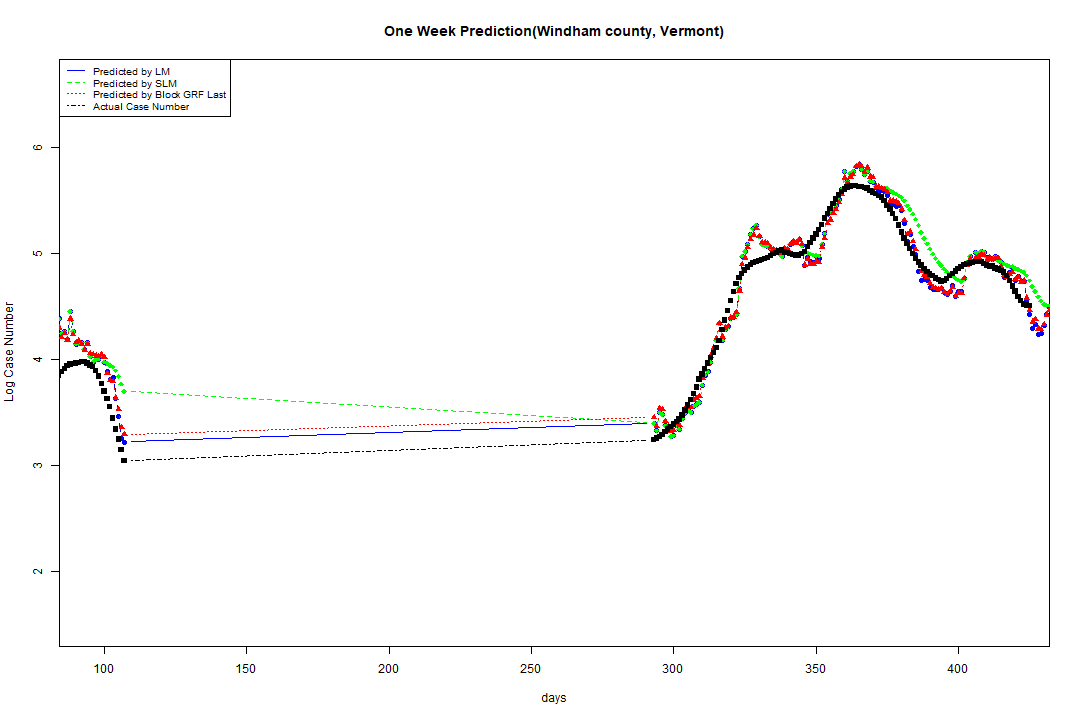 One Week Prediction(Windham county, Vermont)
Predicted by LM
Predicted by SLM
Predicted by Block GRF Last
Actual Case Number
6
5
4
3
2
Log Case Number
100 150 200 250 300 350 400
days